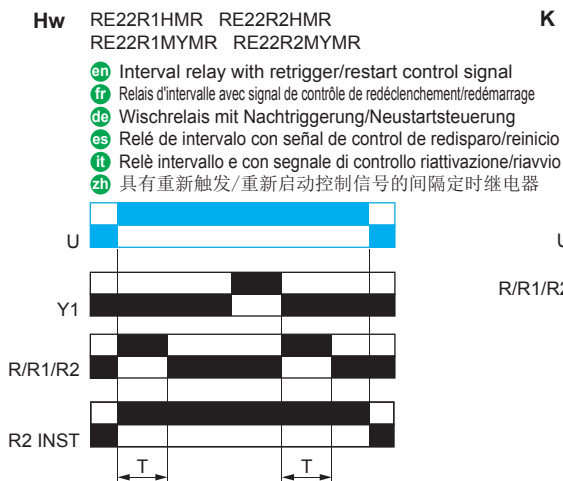 Hw RE22R1HMR RE22R2HMR K
RE22R1MYMR RE22R2MYMR
en Interval relay with retrigger/restart control signal
fr Relais d'intervalle avec signal de contrôle de redéclenchement/redémarrage
de Wischrelais mit Nachtriggerung/Neustartsteuerung
es Relé de intervalo con señal de control de redisparo/reinicio
it Relè intervallo e con segnale di controllo riattivazione/riavvio
zh 具有重新触发/重新启动控制信号的间隔定时继电器
U
Y1
R/R1/R2
R2 INST
T T
U
R/R1/R2